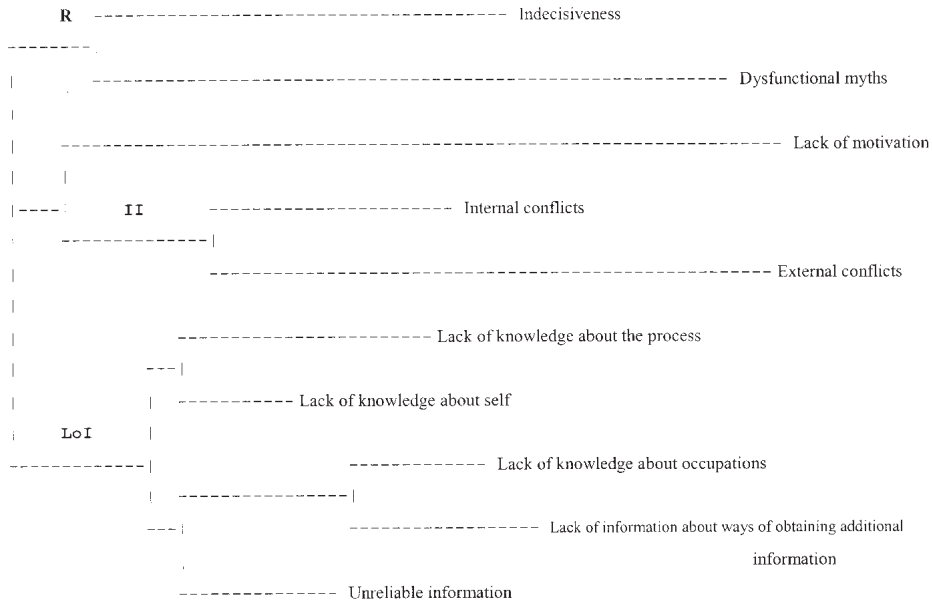 R Indecisiveness
Dysfunctional myths
Lack of motivation
II Internal conflicts
External conflicts
Lack of knowledge about the process
Lack of knowledge about self
LoI
Lack of knowledge about occupations
Lack of information about ways of obtaining additional
information
Unreliable information